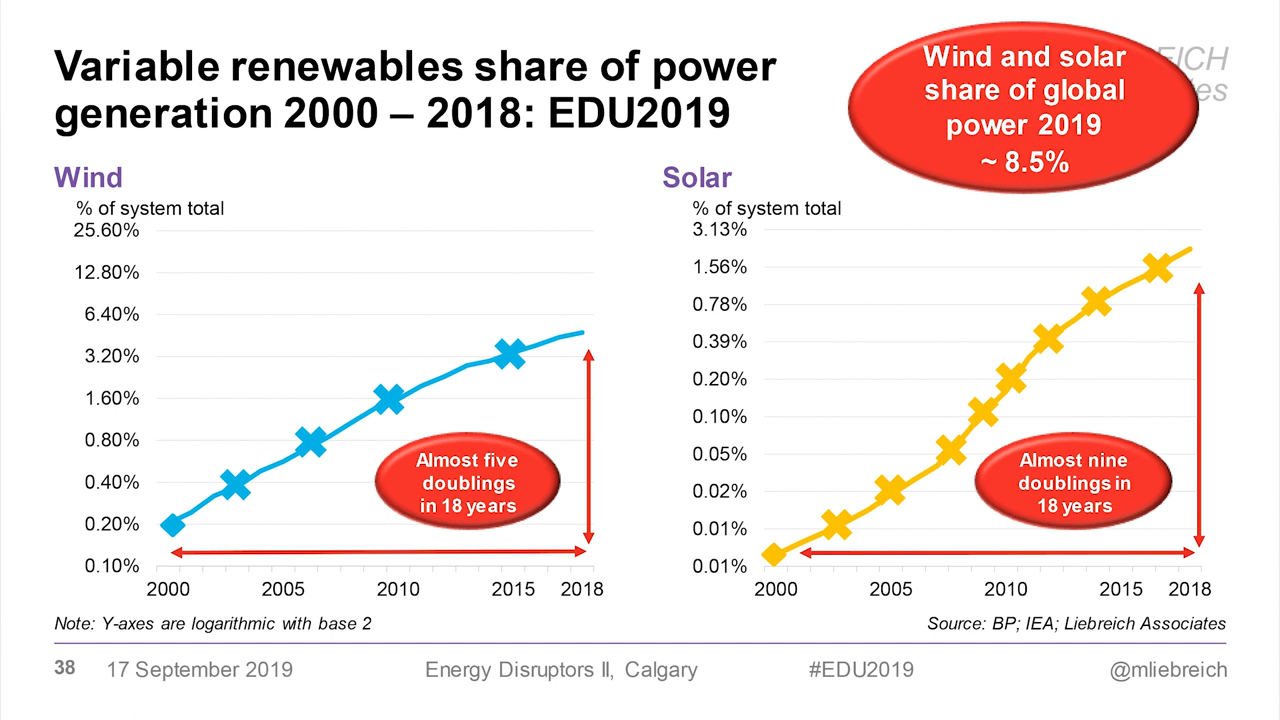 Variable renewables share of power
generation 2000 – 2018: EDU2019
Wind and solar
share of global
power 2019
~ 8.5%
Wind
% of system total
25.60%
12.80%
6.40%
3.20%
1.60%
0.80%
0.40%
0.20%
0.10%
2000 2005 2010 2015 2018
Almost five
doublings
in 18 years
Solar
% of system total
3.13%
1.56%
0.78%
0.39%
0.20%
0.10%
0.05%
0.02%
0.01%
0.01%
2000 2005 2010 2015 2018
Almost nine
doublings in
18 years
Note: Y-axes are logarithmic with base 2
Source: BP; IEA; Liebreich Associates
38 17 September 2019 Energy Disruptors II, Calgary #EDU2019 @mliebreich